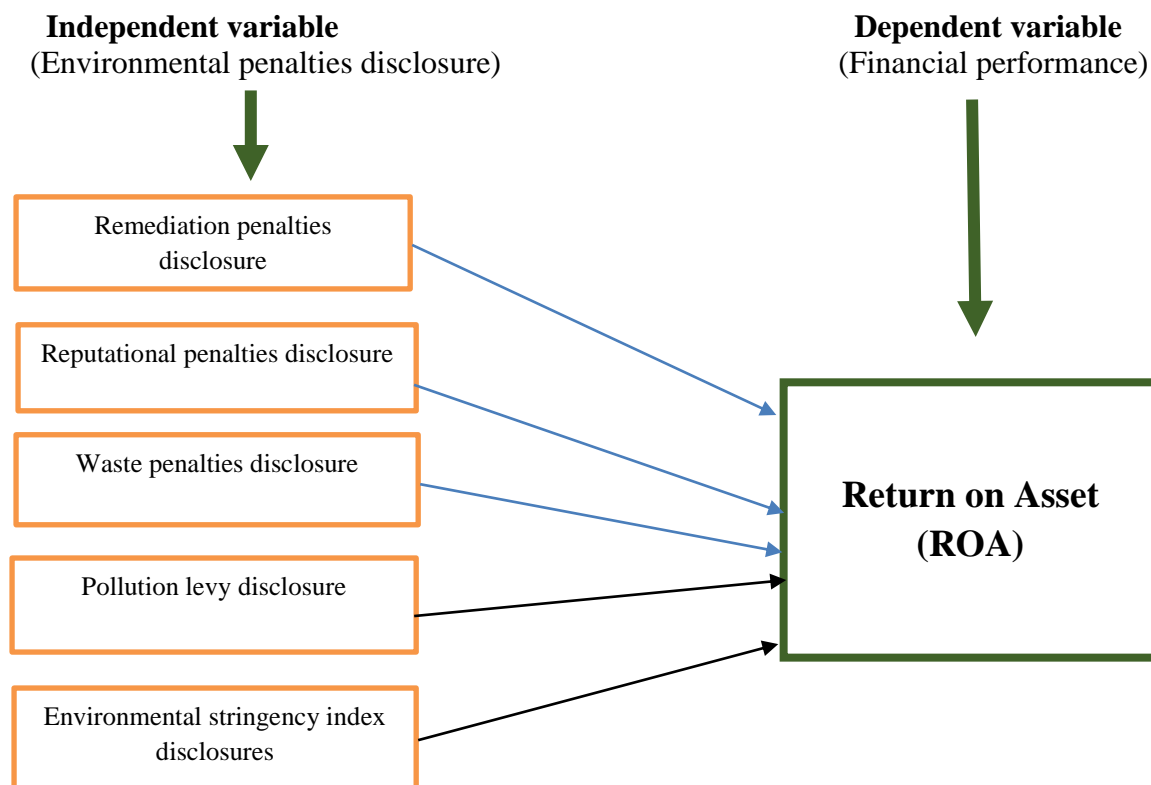 Independent variable
(Environmental penalties disclosure)
Dependent variable
(Financial performance)
Remediation penalties
disclosure
Reputational penalties disclosure
Waste penalties disclosure
Pollution levy disclosure
Environmental stringency index
disclosures
Return on Asset
(ROA)